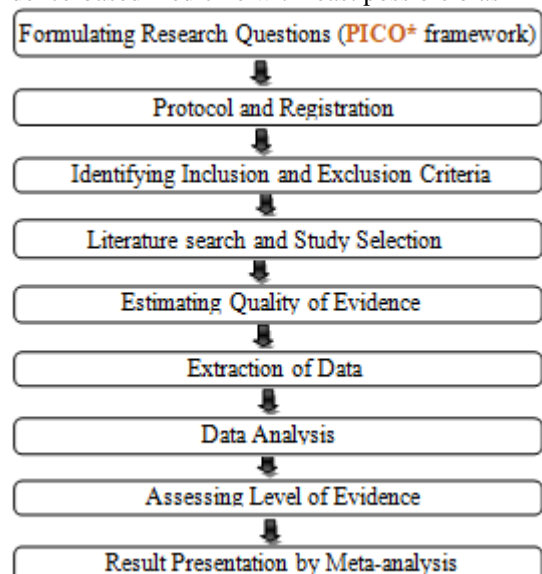 Formulating Research Questions (PICO* framework)
Protocol and Registration
Identifying Inclusion and Exclusion Criteria
Literature search and Study Selection
Estimating Quality of Evidence
Extraction of Data
Data Analysis
Assessing Level of Evidence
Result Presentation by Meta-analysis